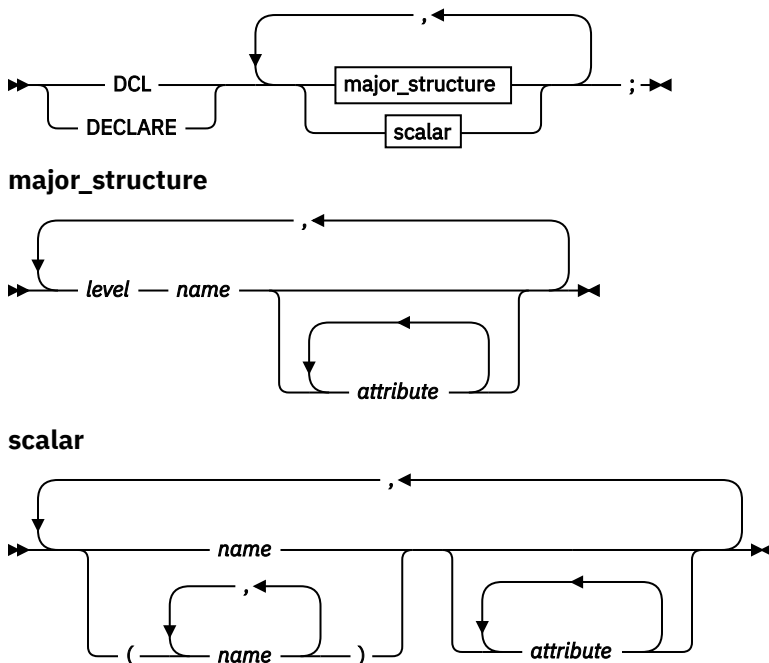 ,
DCL major_structure ;
DECLARE scalar
major_structure
,
level name
attribute
scalar
,
name
,
( name ) attribute